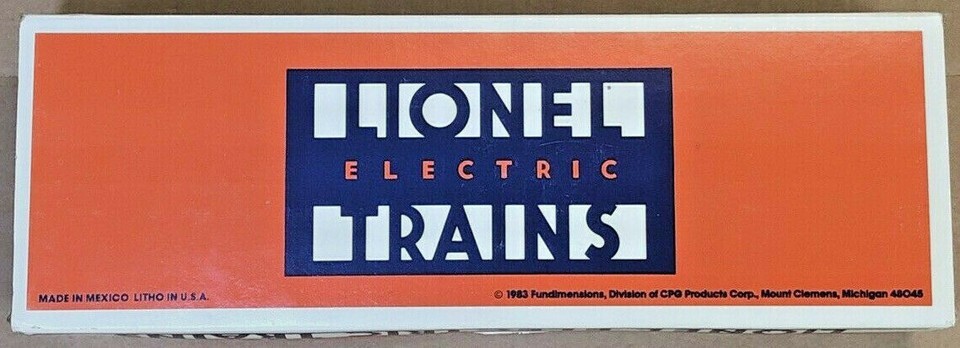 LIONEL
ELECTRIC
TRAINS
MADE IN MEXICO LITHO IN U.S.A.
© 1983 Fundimensions, Division of CPG Products Corp., Mount Clemens, Michigan 48045